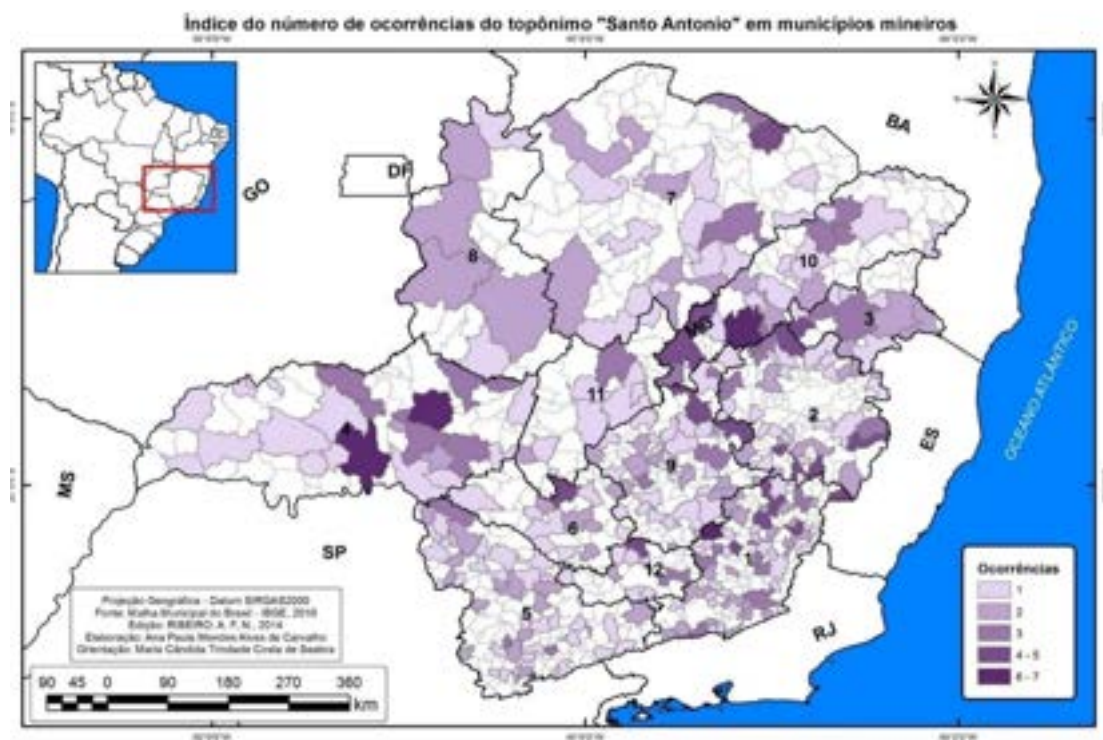 Índice do número de ocorrências do topônimo "Santo Antonio" em municípios mineiros
BA
DF
GO
7
8
10
MG
3
11
2
9
ES
OCEANO ATLÂNTICO
MS
6
SP
12
1
5
RJ
Ocorrências
1
2
3
4 - 5
6 - 7
Projeção Geográfica - Datum SIRGAS2000
Fonte: Malha Municipal do Brasil - IBGE, 2010
Edição: RIBEIRO, A. F. N., 2014
Elaboração: Ana Paula Mendes Alves de Carvalho
Orientação: Maria Cândida Trindade Costa de Seabra
90 45 0 90 180 270 360
km